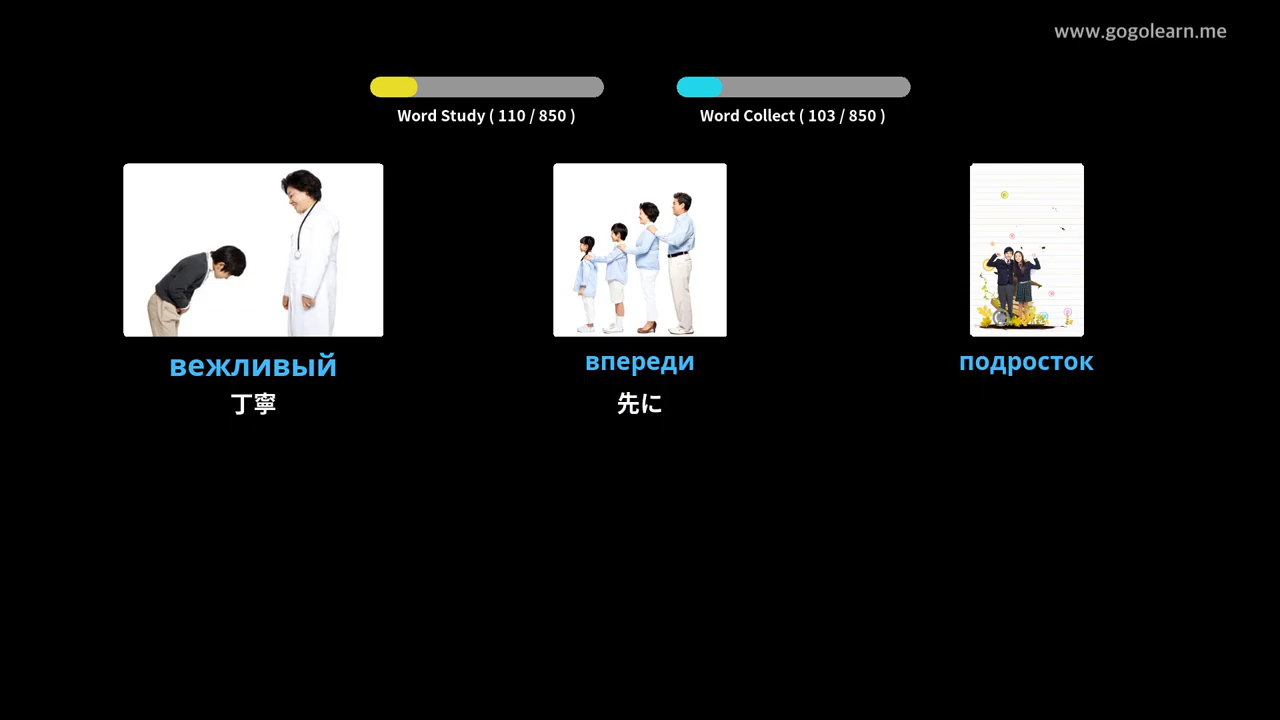 www.gogolearn.me
Word Study ( 110 / 850 )
Word Collect ( 103 / 850 )
вежливый
впереди
подросток
丁寧
先に